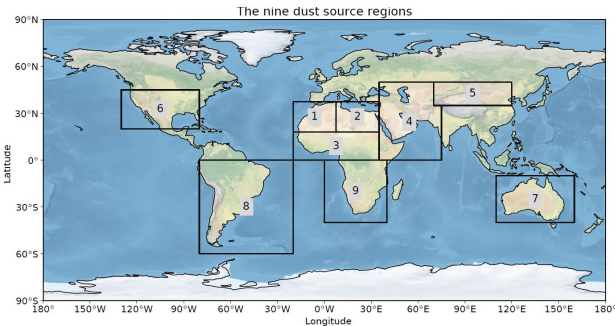 The nine dust source regions
90°N
60°N
30°N
0°
30°S
60°S
90°S
Latitude
1
2
3
4
5
6
7
8
9
180°
150°W
120°W
90°W
60°W
30°W
0°
30°E
60°E
90°E
120°E
150°E
180°
Longitude